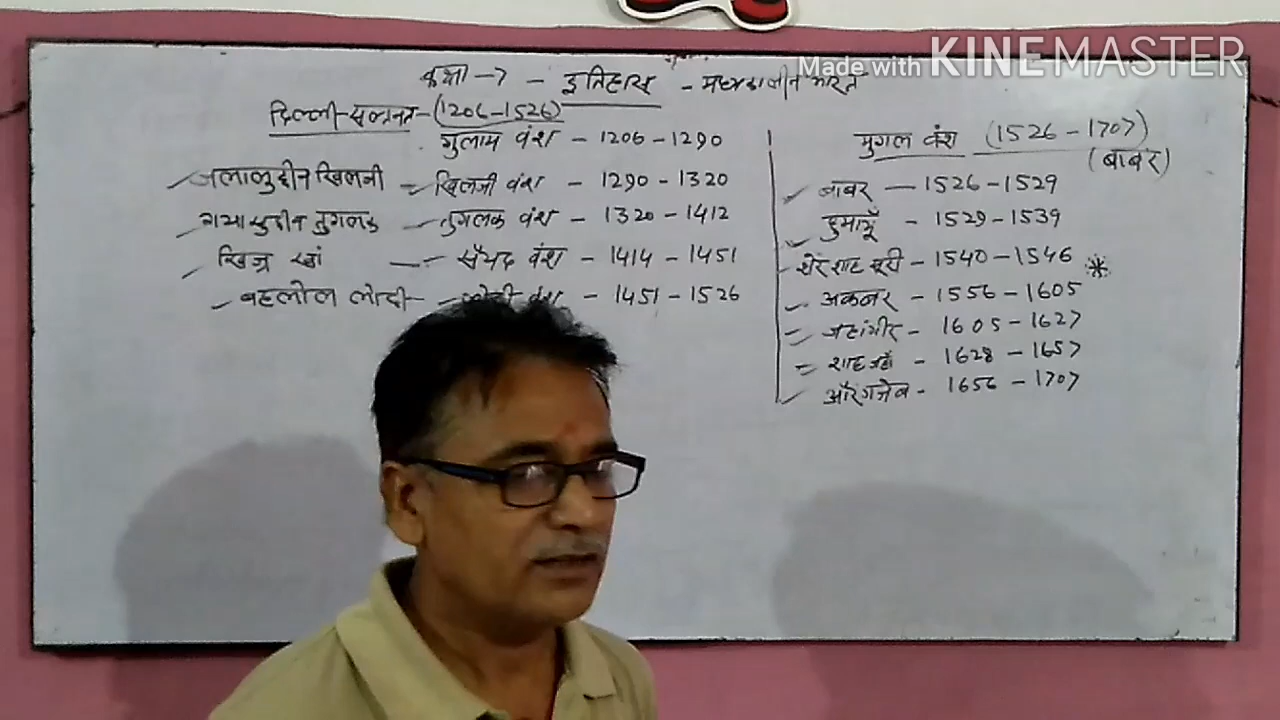 Made with KINEMASTER
कक्षा -7 - इतिहास - मध्यकालीन भारत
दिल्ली-सल्तनत-(1206-1526)
गुलाम वंश - 1206-1290
जलालुद्दीन खिलजी = खिलजी वंश - 1290 - 1320
गयासुद्दीन तुगलक - तुगलक वंश - 1320 - 1412
खिज्र खां - सैयद वंश - 1414 - 1451
बहलोल लोदी - लोदी वंश - 1451 - 1526
मुगल वंश (1526 - 1707)
(बाबर)
बाबर - 1526-1529
हुमायूँ - 1529-1539
शेरशाह सूरी - 1540-1546 *
अकबर - 1556-1605
जहांगीर - 1605-1627
शाहजहाँ - 1628 - 1657
औरंगजेब - 1656 - 1707